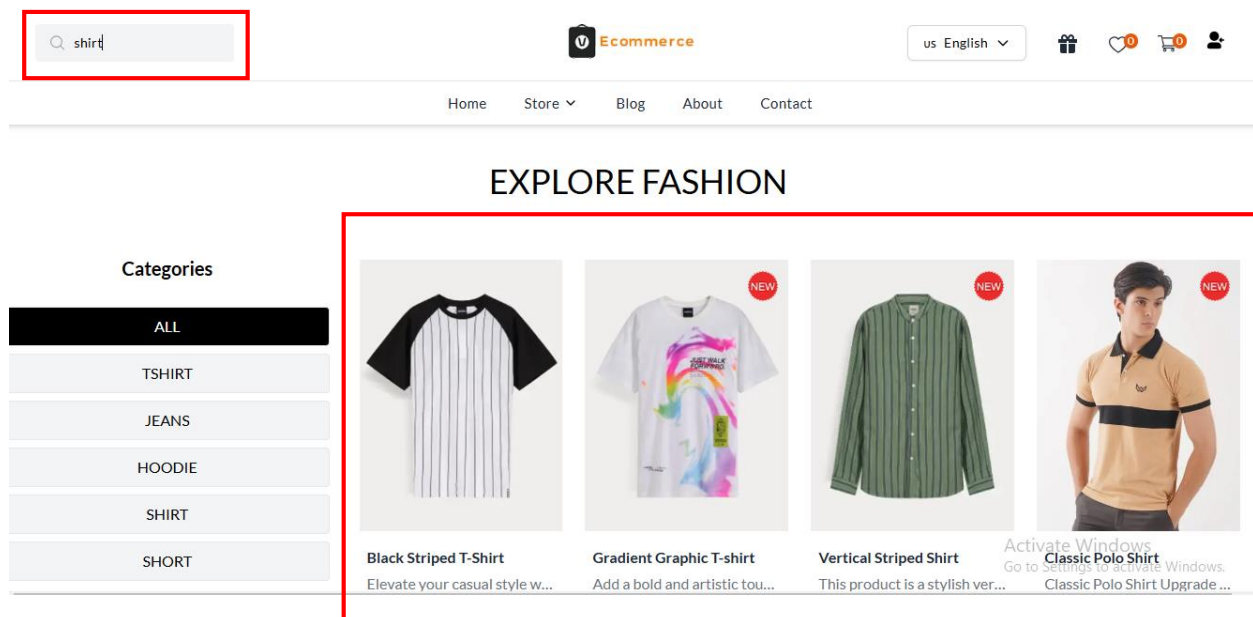 shirt
Ecommerce
us English
0
0
Home Store Blog About Contact
EXPLORE FASHION
Categories
ALL
TSHIRT
JEANS
HOODIE
SHIRT
SHORT
NEW
NEW
NEW
JUST WALK
FORWARD.
Black Striped T-Shirt
Elevate your casual style w...
Gradient Graphic T-shirt
Add a bold and artistic tou...
Vertical Striped Shirt
This product is a stylish ver...
Classic Polo Shirt
Classic Polo Shirt Upgrade ...
Activate Windows
Go to Settings to activate Windows.